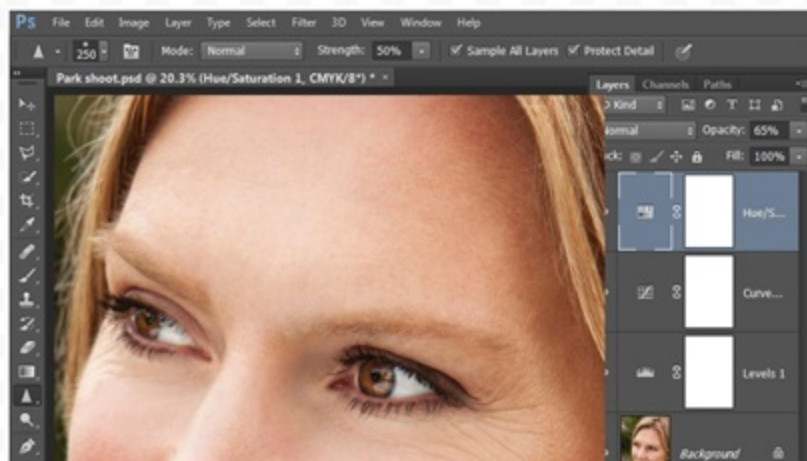 Ps File Edit Image Layer Type Select Filter 3D View Window Help
250 Mode: Normal Strength: 50% Sample All Layers Protect Detail
Park shoot.psd @ 20.3% (Hue/Saturation 1, CMYK/8*) * ×
Layers Channels Paths
Kind
ormal Opacity: 65%
ck: Fill: 100%
Hue/S...
Curve...
Levels 1
Background